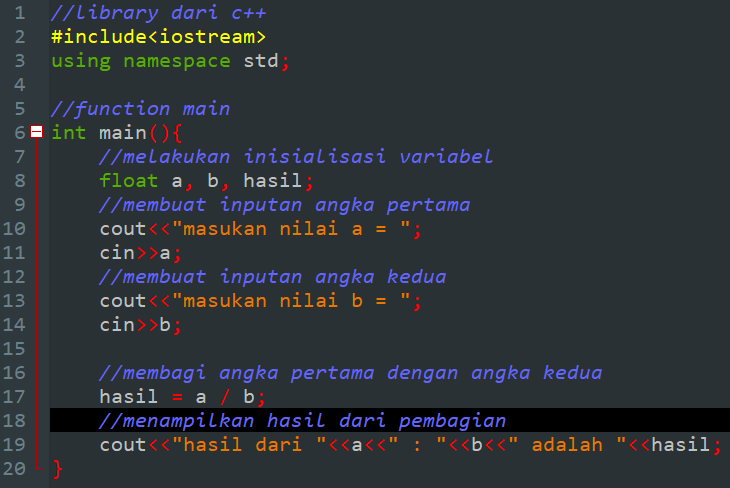 1 //library dari c++
2 #include<iostream>
3 using namespace std;
4
5 //function main
6 int main(){
7 //melakukan inisialisasi variabel
8 float a, b, hasil;
9 //membuat inputan angka pertama
10 cout<<"masukan nilai a = ";
11 cin>>a;
12 //membuat inputan angka kedua
13 cout<<"masukan nilai b = ";
14 cin>>b;
15
16 //membagi angka pertama dengan angka kedua
17 hasil = a / b;
18 //menampilkan hasil dari pembagian
19 cout<<"hasil dari "<<a<<" : "<<b<<" adalah "<<hasil;
20 }